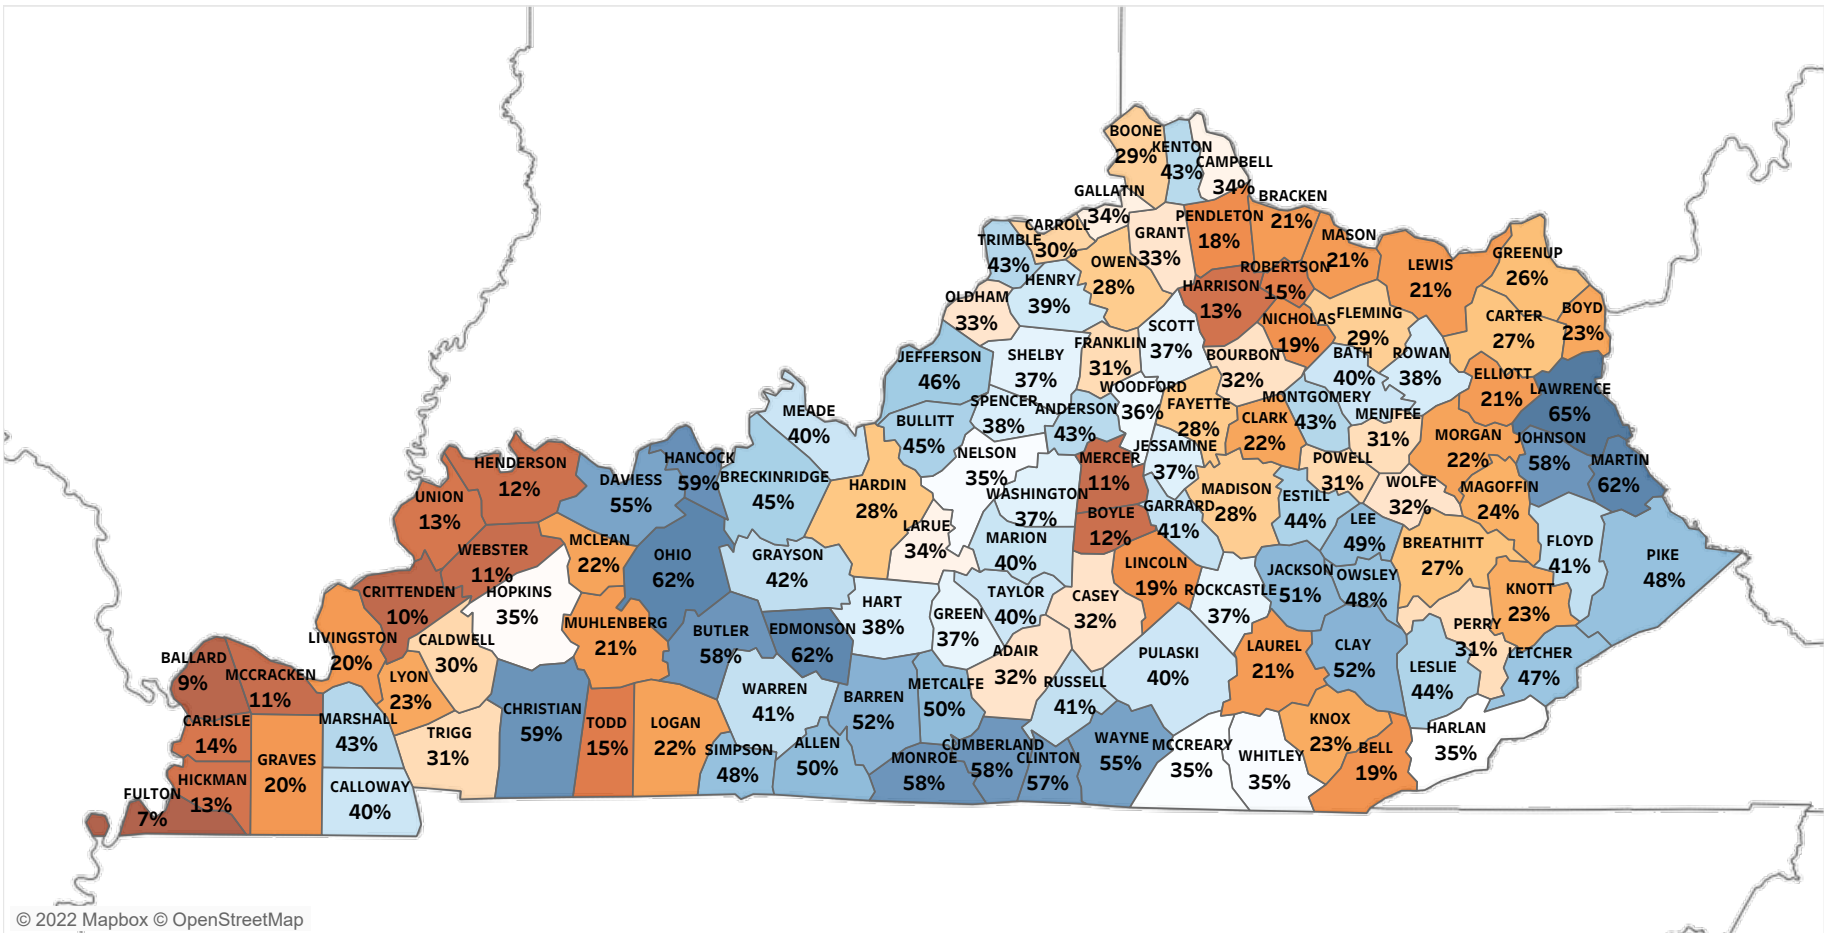 BOONE
29%
KENTON
43%
CAMPBELL
34%
GALLATIN
34%
BRACKEN
21%
CARROLL
30%
PENDLETON
18%
GRANT
33%
TRIMBLE
43%
MASON
21%
OWEN
28%
GREENUP
26%
LEWIS
21%
ROBERTSON
15%
HENRY
39%
HARRISON
13%
OLDHAM
33%
BOYD
23%
NICHOLAS
19%
FLEMING
29%
CARTER
27%
SCOTT
37%
FRANKLIN
31%
JEFFERSON
46%
SHELBY
37%
BOURBON
32%
BATH
40%
ROWAN
38%
ELLIOTT
21%
LAWRENCE
65%
WOODFORD
36%
MONTGOMERY
43%
SPENCER
38%
ANDERSON
43%
FAYETTE
28%
MEADE
40%
MENIFEE
31%
CLARK
22%
BULLITT
45%
MORGAN
22%
JOHNSON
58%
JESSAMINE
37%
NELSON
35%
MERCER
11%
POWELL
31%
HANCOCK
59%
MARTIN
62%
HENDERSON
12%
BRECKINRIDGE
45%
DAVIESS
55%
WOLFE
32%
HARDIN
28%
MAGOFFIN
24%
MADISON
28%
WASHINGTON
37%
ESTILL
44%
UNION
13%
GARRARD
41%
BOYLE
12%
LEE
49%
LARUE
34%
MARION
40%
MCLEAN
22%
FLOYD
41%
BREATHITT
27%
WEBSTER
11%
OHIO
62%
GRAYSON
42%
PIKE
48%
LINCOLN
19%
JACKSON
51%
OWSLEY
48%
KNOTT
23%
CRITTENDEN
10%
HOPKINS
35%
TAYLOR
40%
ROCKCASTLE
37%
CASEY
32%
HART
38%
GREEN
37%
MUHLENBERG
21%
PERRY
31%
BUTLER
58%
EDMONSON
62%
LIVINGSTON
20%
CALDWELL
30%
LAUREL
21%
CLAY
52%
ADAIR
32%
PULASKI
40%
LETCHER
47%
BALLARD
9%
LESLIE
44%
MCCRACKEN
11%
LYON
23%
RUSSELL
41%
METCALFE
50%
WARREN
41%
BARREN
52%
CHRISTIAN
59%
CARLISLE
14%
MARSHALL
43%
TODD
15%
LOGAN
22%
KNOX
23%
HARLAN
35%
TRIGG
31%
WAYNE
55%
ALLEN
50%
CUMBERLAND
58%
MCCREARY
35%
BELL
19%
SIMPSON
48%
GRAVES
20%
MONROE
58%
CLINTON
57%
WHITLEY
35%
HICKMAN
13%
CALLOWAY
40%
FULTON
7%
© 2022 Mapbox © OpenStreetMap